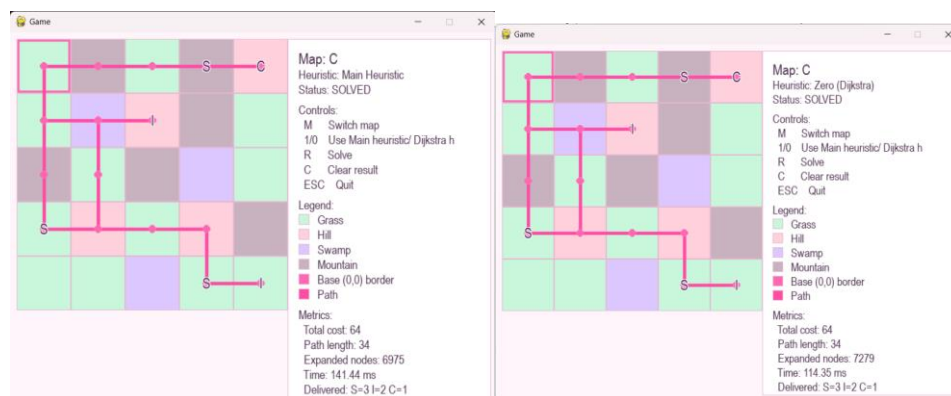 Game
S
C
S
S
Map: C
Heuristic: Main Heuristic
Status: SOLVED
Controls:
M Switch map
1/0 Use Main heuristic/ Dijkstra h
R Solve
C Clear result
ESC Quit
Legend:
Grass
Hill
Swamp
Mountain
Base (0,0) border
Path
Metrics:
Total cost: 64
Path length: 34
Expanded nodes: 6975
Time: 141.44 ms
Delivered: S=3 I=2 C=1
Game
S
C
S
S
Map: C
Heuristic: Zero (Dijkstra)
Status: SOLVED
Controls:
M Switch map
1/0 Use Main heuristic/ Dijkstra h
R Solve
C Clear result
ESC Quit
Legend:
Grass
Hill
Swamp
Mountain
Base (0,0) border
Path
Metrics:
Total cost: 64
Path length: 34
Expanded nodes: 7279
Time: 114.35 ms
Delivered: S=3 I=2 C=1